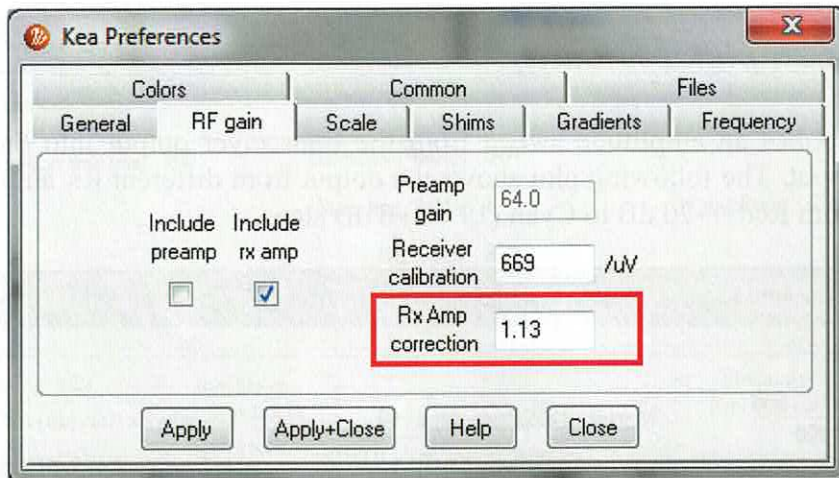 Kea Preferences
Colors Common Files
General RF gain Scale Shims Gradients Frequency
Include preamp
Include rx amp
Preamp gain 64.0
Receiver calibration 669 /uV
Rx Amp correction 1.13
Apply Apply+Close Help Close